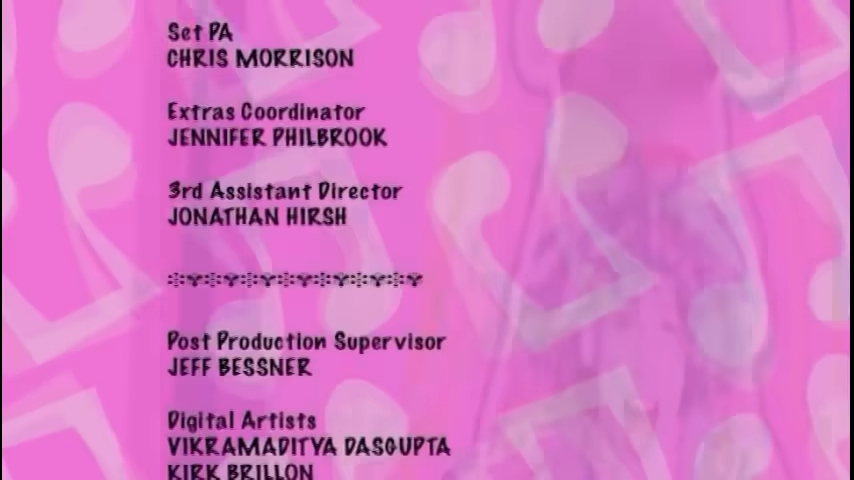 Set PA
CHRIS MORRISON
Extras Coordinator
JENNIFER PHILBROOK
3rd Assistant Director
JONATHAN HIRSH
Post Production Supervisor
JEFF BESSNER
Digital Artists
VIKRAMADITYA DASGUPTA
KIRK BRILLON